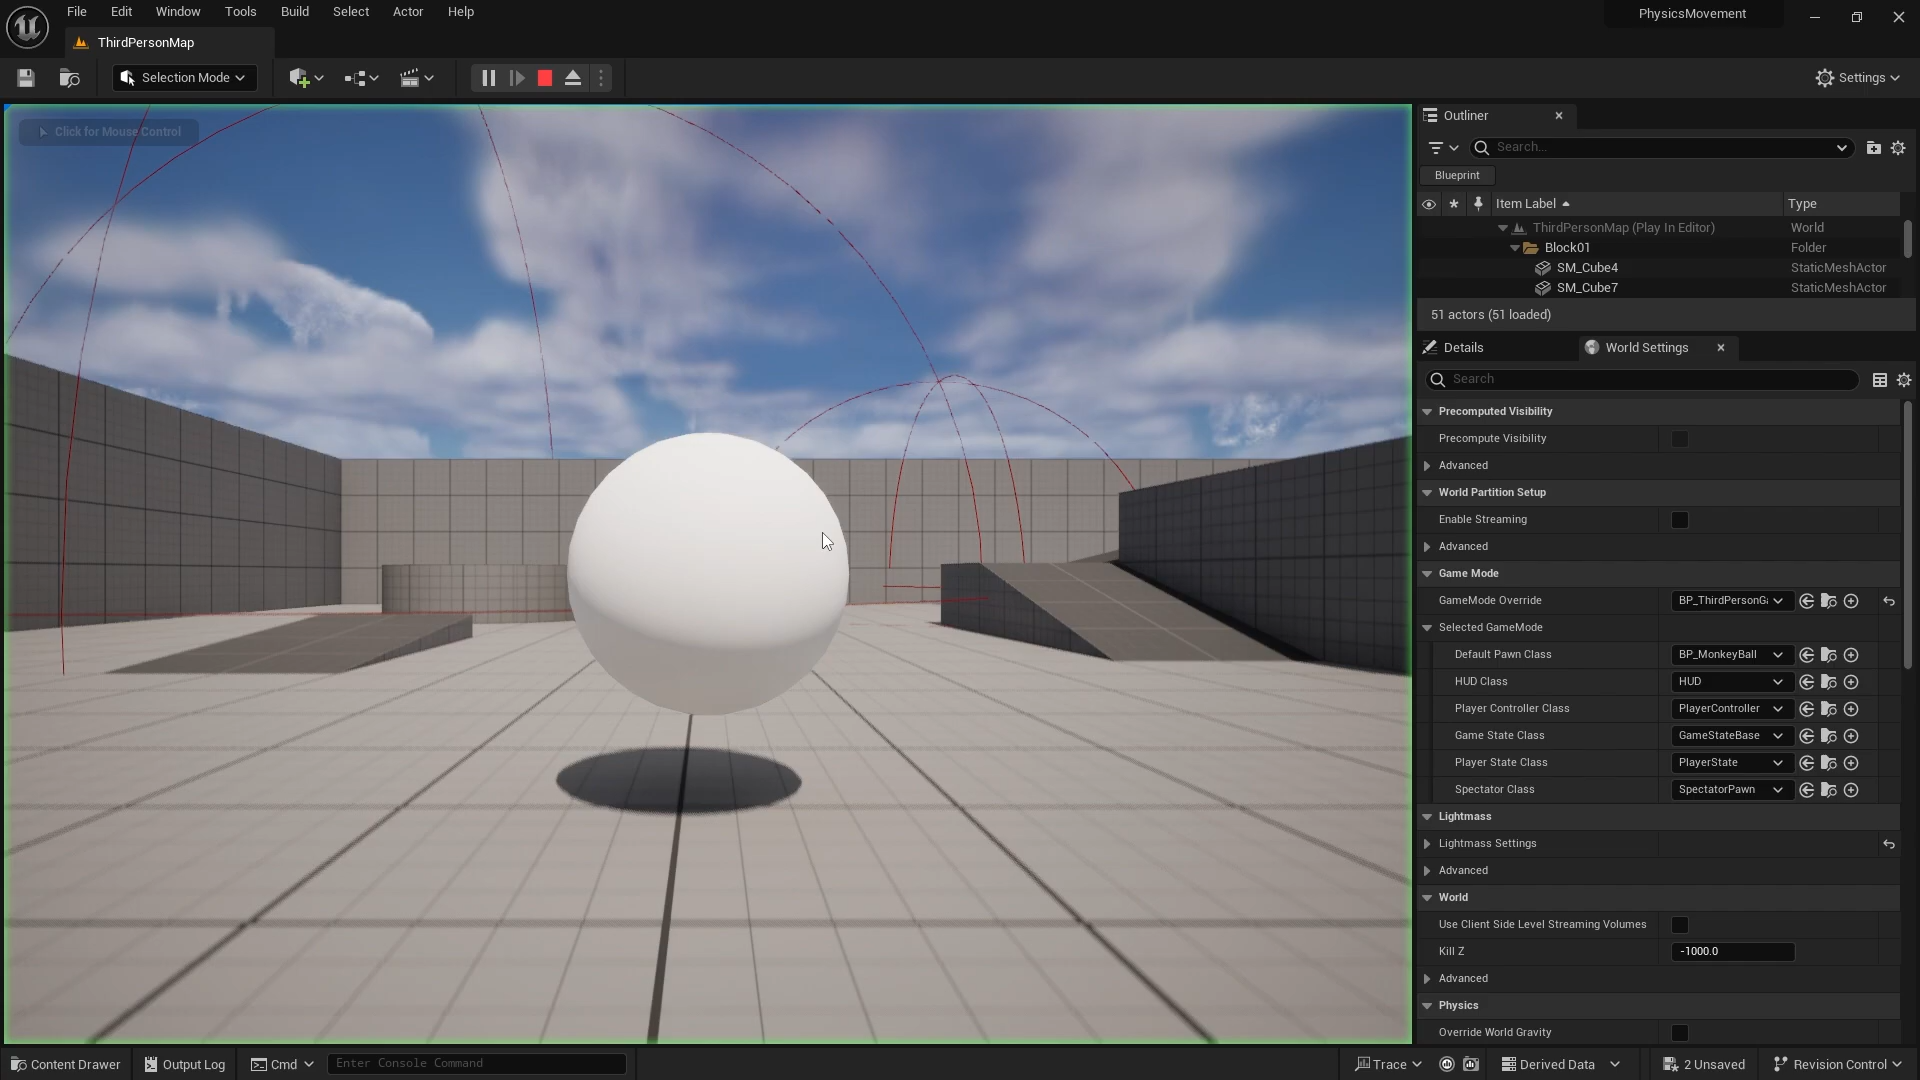 File Edit Window Tools Build Select Actor Help
PhysicsMovement
ThirdPersonMap
Selection Mode
Settings
Click for Mouse Control
Outliner
Search...
Blueprint
Item Label Type
ThirdPersonMap (Play In Editor) World
Block01 Folder
SM_Cube4 StaticMeshActor
SM_Cube7 StaticMeshActor
51 actors (51 loaded)
Details World Settings
Search
Precomputed Visibility
Precompute Visibility
Advanced
World Partition Setup
Enable Streaming
Advanced
Game Mode
GameMode Override BP_ThirdPersonGa
Selected GameMode
Default Pawn Class BP_MonkeyBall
HUD Class HUD
Player Controller Class PlayerController
Game State Class GameStateBase
Player State Class PlayerState
Spectator Class SpectatorPawn
Lightmass
Lightmass Settings
Advanced
World
Use Client Side Level Streaming Volumes
Kill Z -1000.0
Advanced
Physics
Override World Gravity
Content Drawer Output Log Cmd Enter Console Command Trace Derived Data 2 Unsaved Revision Control